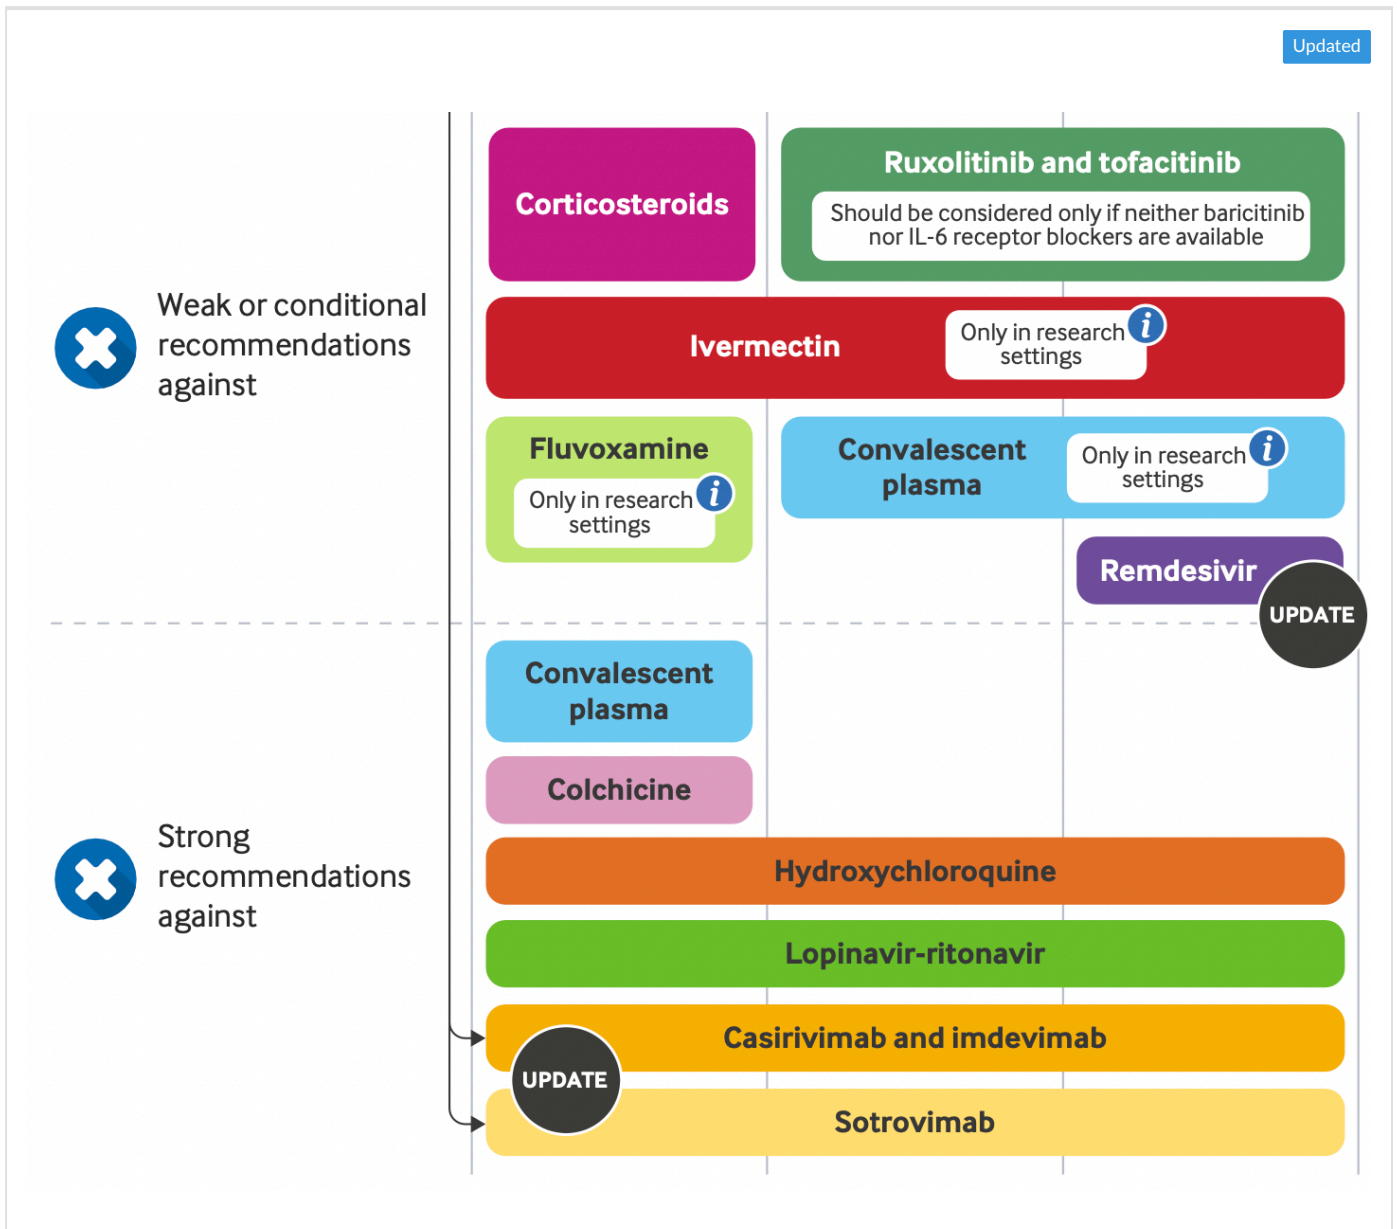 Updated
Corticosteroids
Ruxolitinib and tofacitinib
Should be considered only if neither baricitinib
nor IL-6 receptor blockers are available
Weak or conditional
recommendations
against
Ivermectin
Only in research
settings
i
Fluvoxamine
Only in research
settings
i
Convalescent
plasma
Only in research
settings
i
Remdesivir
UPDATE
Convalescent
plasma
Colchicine
Strong
recommendations
against
Hydroxychloroquine
Lopinavir-ritonavir
Casirivimab and imdevimab
UPDATE
Sotrovimab